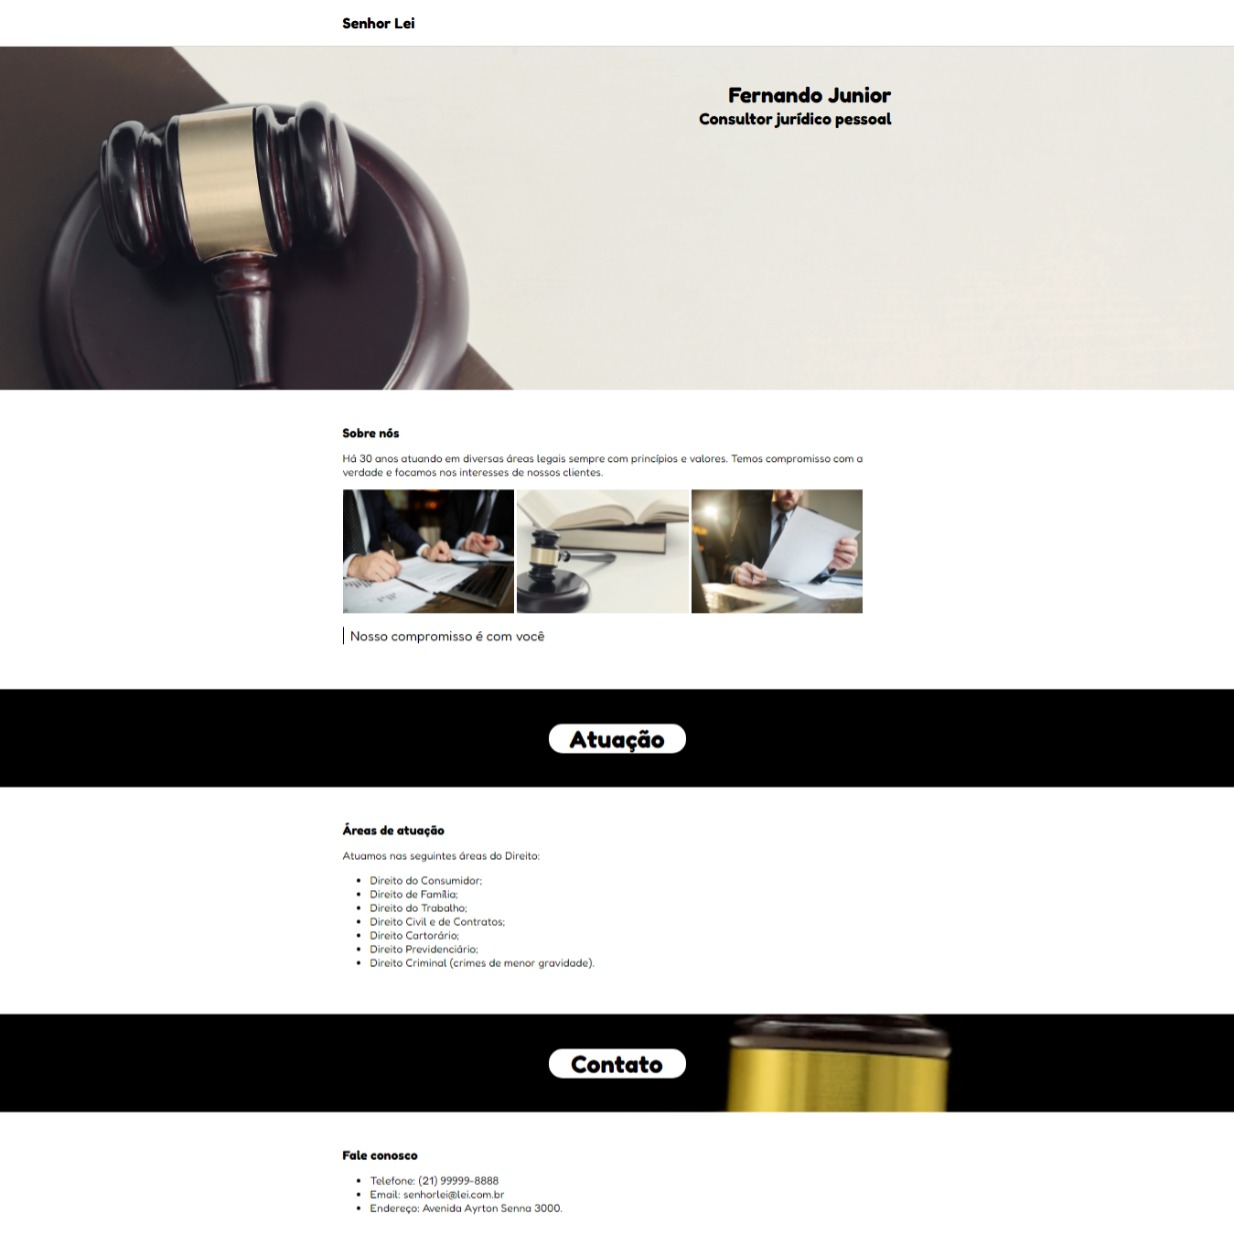 Senhor Lei
Fernando Junior
Consultor jurídico pessoal
Sobre nós
Há 30 anos atuando em diversas áreas legais sempre com princípios e valores. Temos compromisso com a
verdade e focamos nos interesses de nossos clientes.
Nosso compromisso é com você
Atuação
Áreas de atuação
Atuamos nas seguintes áreas do Direito:
• Direito do Consumidor;
• Direito de Família;
• Direito do Trabalho;
• Direito Civil e de Contratos;
• Direito Cartorário;
• Direito Previdenciário;
• Direito Criminal (crimes de menor gravidade).
Contato
Fale conosco
• Telefone: (21) 99999-8888
• Email: senhorlei@lei.com.br
• Endereço: Avenida Ayrton Senna 3000.